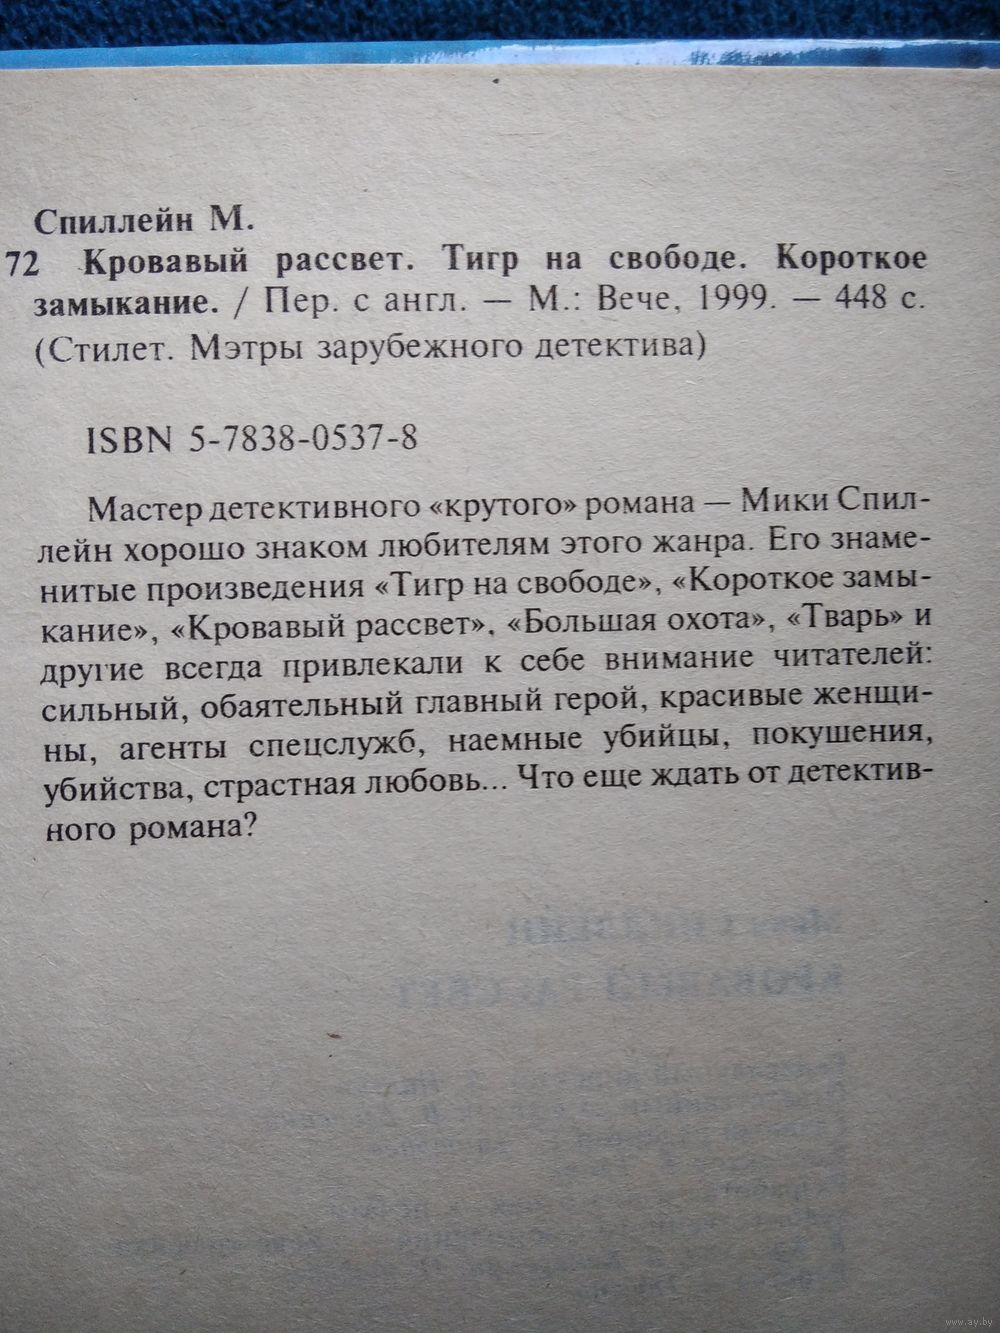 Спиллейн М.
72 Кровавый рассвет. Тигр на свободе. Короткое
замыкание. / Пер. с англ. — М.: Вече, 1999. — 448 с.
(Стилет. Мэтры зарубежного детектива)
ISBN 5-7838-0537-8
Мастер детективного «крутого» романа — Мики Спил-
лейн хорошо знаком любителям этого жанра. Его знаме-
нитые произведения «Тигр на свободе», «Короткое замы-
кание», «Кровавый рассвет», «Большая охота», «Тварь» и
другие всегда привлекали к себе внимание читателей:
сильный, обаятельный главный герой, красивые женщи-
ны, агенты спецслужб, наемные убийцы, покушения,
убийства, страстная любовь... Что еще ждать от детектив-
ного романа?
www.ay.by